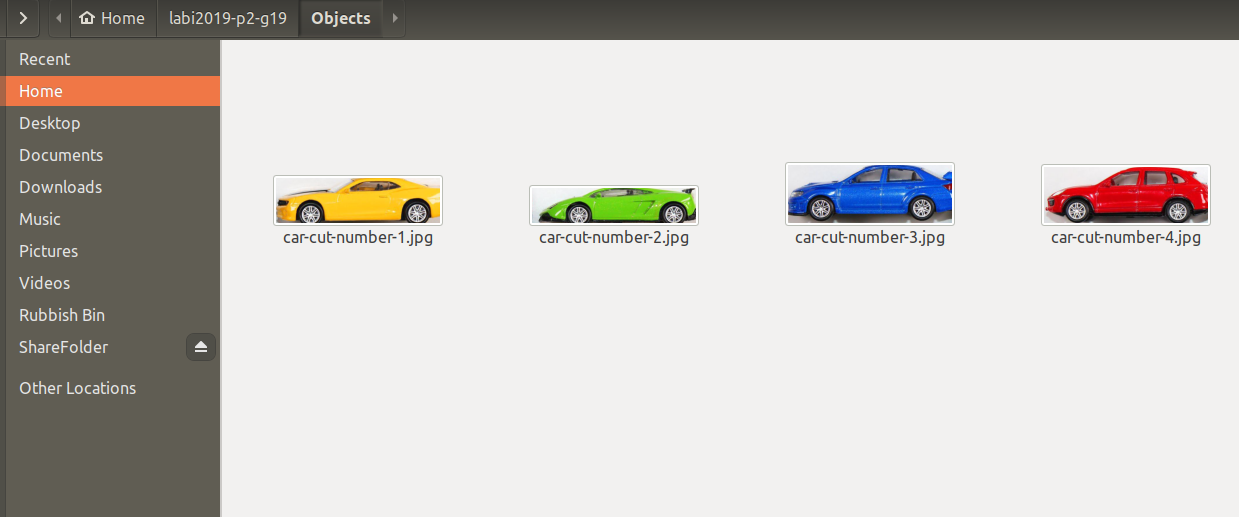 Home labi2019-p2-g19 Objects
Recent
Home
Desktop
Documents
Downloads
Music
Pictures
Videos
Rubbish Bin
ShareFolder
Other Locations
car-cut-number-1.jpg
car-cut-number-2.jpg
car-cut-number-3.jpg
car-cut-number-4.jpg